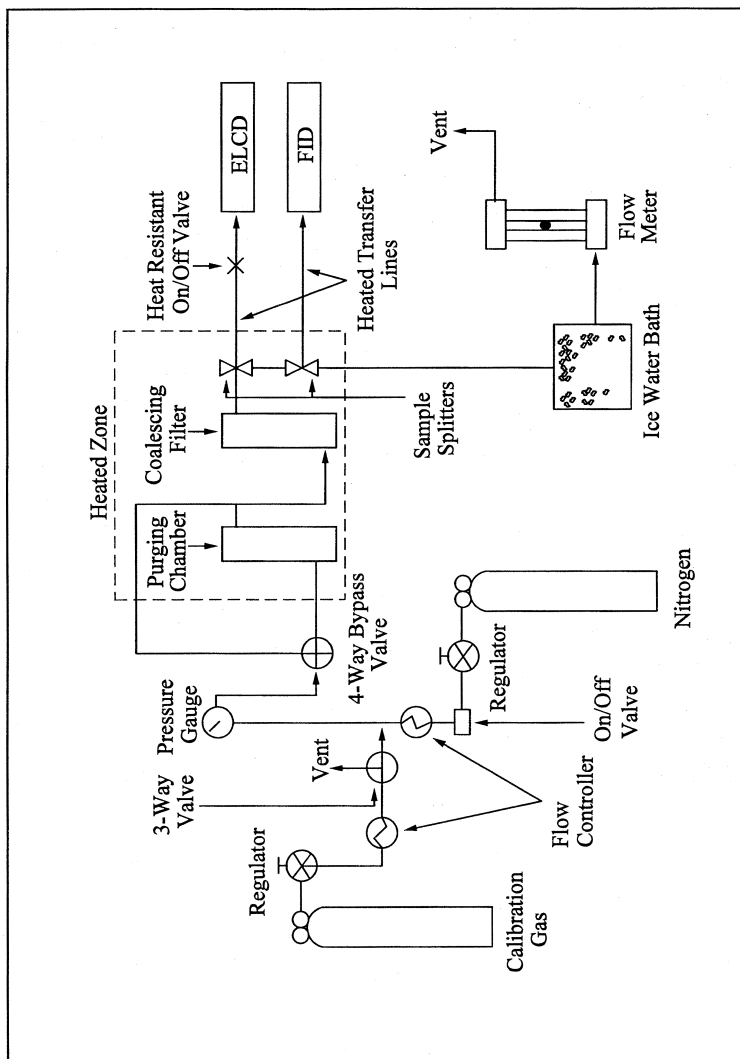 Heated Zone
Purging
Chamber
Coalescing
Filter
Heat Resistant
On/Off Valve
ELCD
FID
Heated Transfer
Lines
Sample
Splitters
Pressure
Gauge
4-Way Bypass
Valve
3-Way
Valve
Vent
Regulator
Calibration
Gas
Flow
Controller
On/Off
Valve
Regulator
Nitrogen
Ice Water Bath
Flow
Meter
Vent